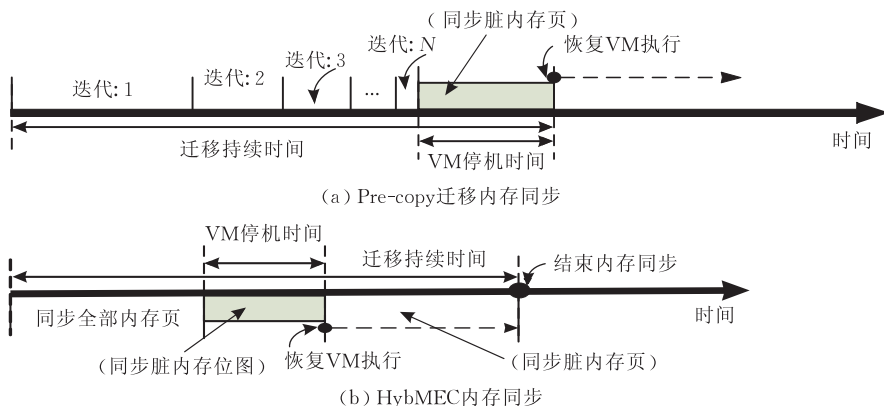 (同步脏内存页)
迭代: N
恢复VM执行
迭代: 3
迭代: 2
迭代: 1
...
时间
迁移持续时间
VM停机时间
(a) Pre-copy迁移内存同步
VM停机时间
迁移持续时间
结束内存同步
同步全部内存页
时间
(同步脏内存位图)
恢复VM执行
(同步脏内存页)
(b) HybMEC内存同步